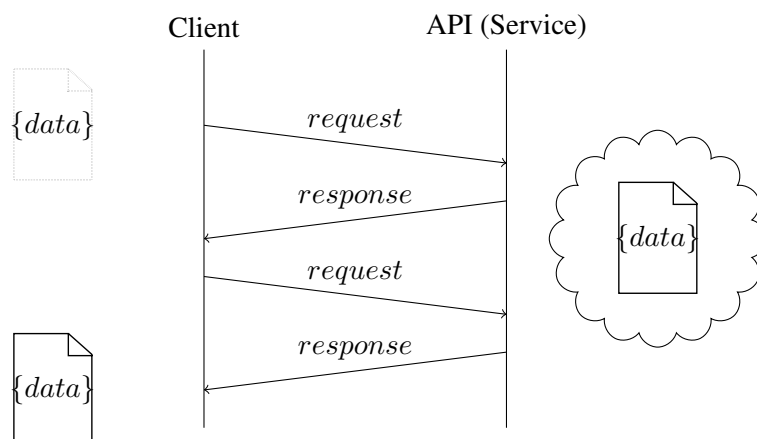 Client
API (Service)
{data}
request
response
{data}
request
response
{data}